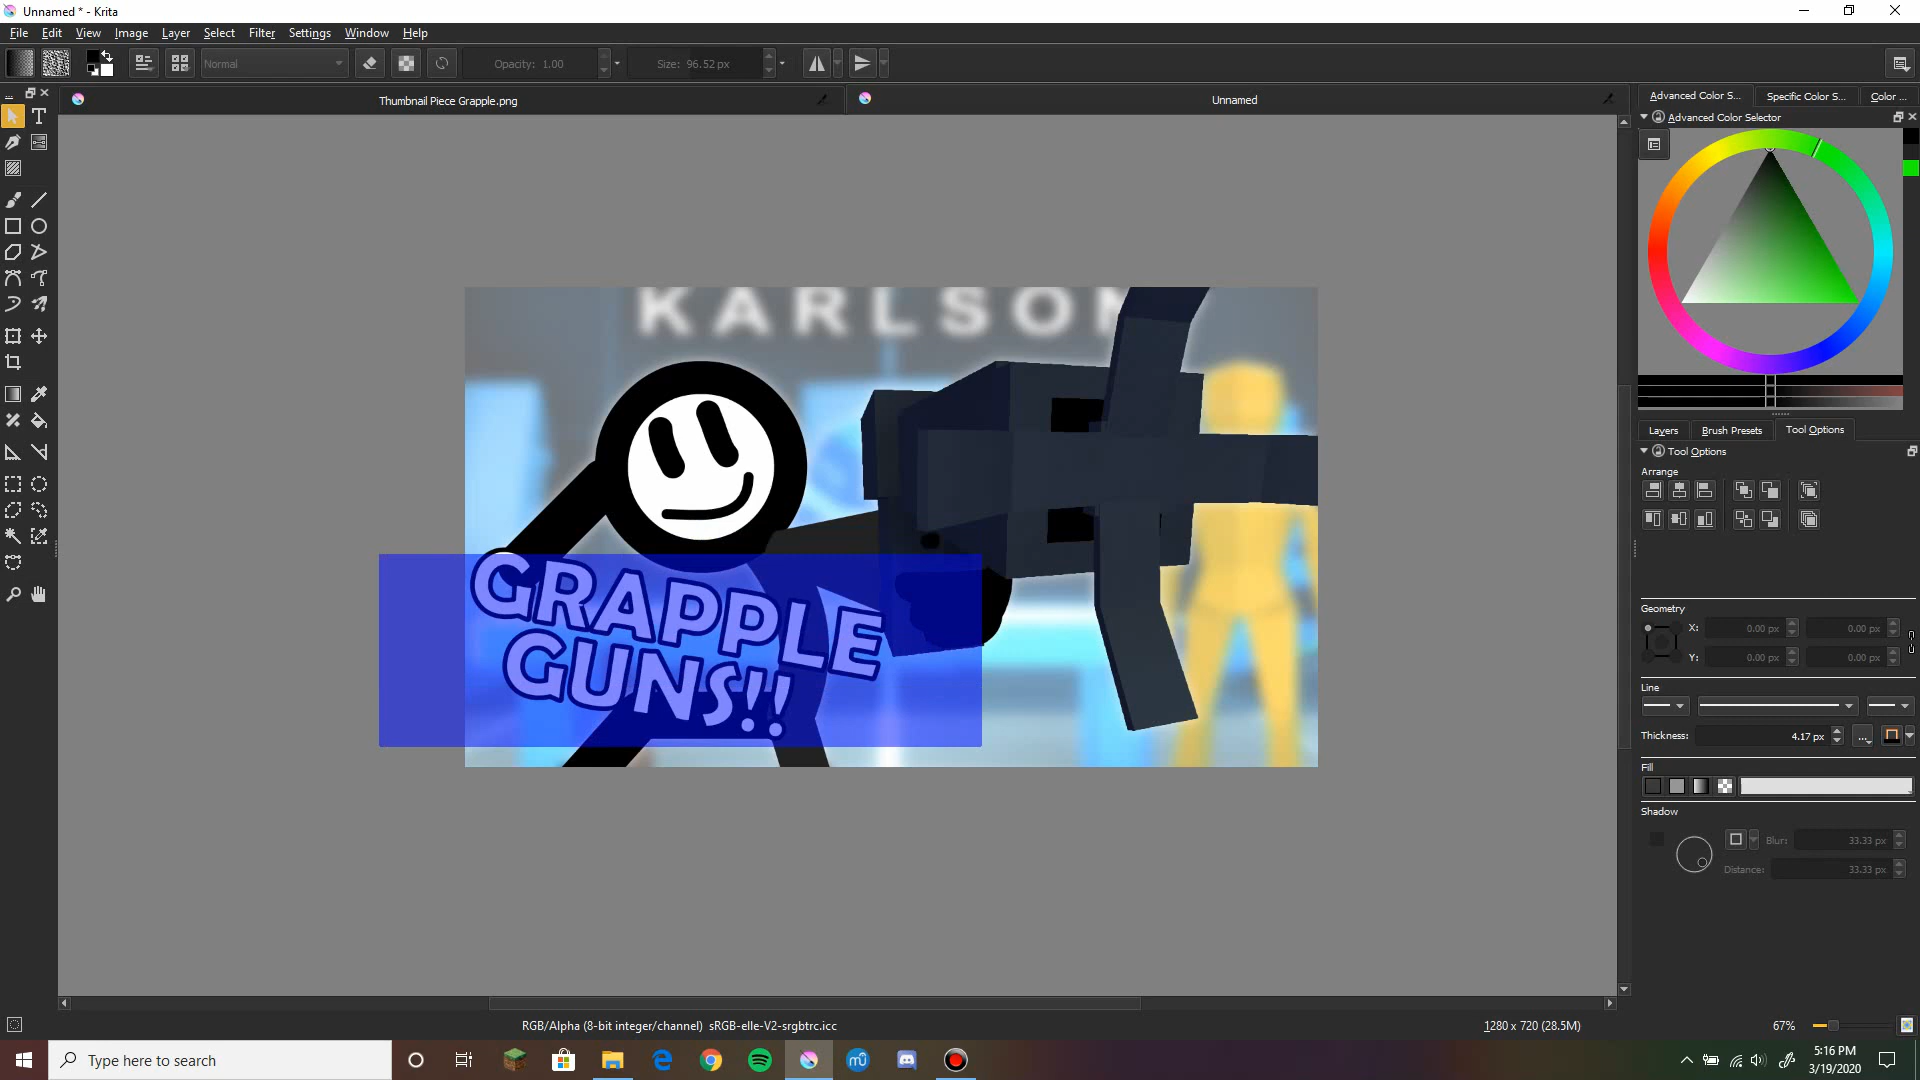 Unnamed * - Krita
File Edit View Image Layer Select Filter Settings Window Help
Normal
Opacity: 1.00
Size: 96.52 px
Thumbnail Piece Grapple.png
Unnamed
Advanced Color S...
Specific Color S...
Color ...
Advanced Color Selector
KARLSON
GRAPPLE
GUNS!!
Layers
Brush Presets
Tool Options
Tool Options
Arrange
Geometry
X: 0.00 px 0.00 px
Y: 0.00 px 0.00 px
Line
Thickness: 4.17 px
...
Fill
Shadow
Blur: 33.33 px
Distance: 33.33 px
RGB/Alpha (8-bit integer/channel) sRGB-elle-V2-srgbtrc.icc
1280 x 720 (28.5M)
67%
Type here to search
mü
5:16 PM
3/19/2020